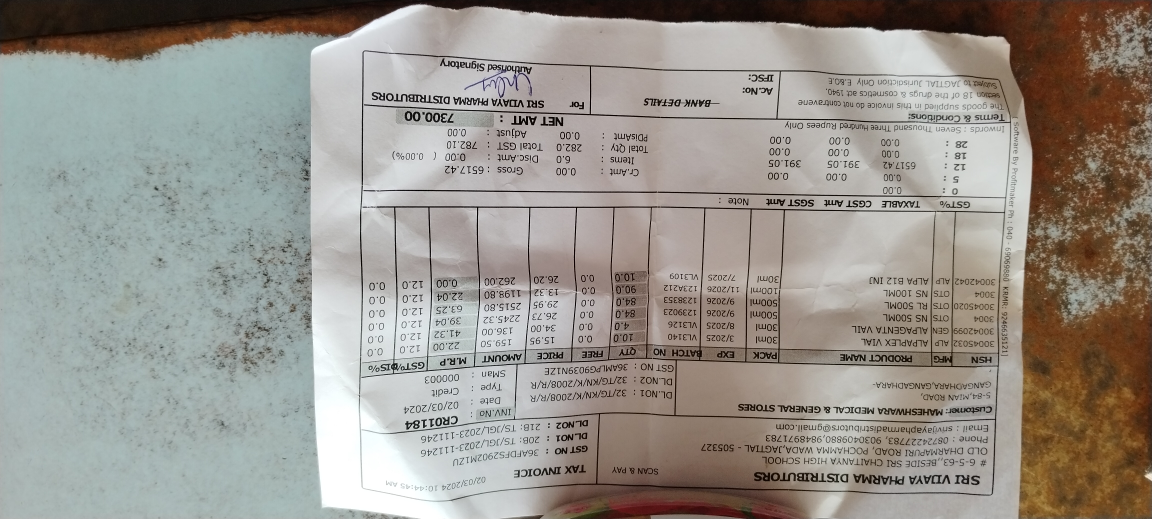 02/03/2024 10:44:49 AM
SRI VIJAYA PHARMA DISTRIBUTORS
# 6-5-63,,BESIDE SRI CHAITANYA HIGH SCHOOL
OLD DHARMAPURI ROAD, POCHAMMA WADA,JAGTIAL - 505327
Phone : 08724227723, 9030409880,9848971783
Email : srivijayapharmadistributors@gmail.com
SCAN & PAY
TAX INVOICE
GST NO : 36AFDFS2902M1ZU
DL.NO1 : 20B: TS/JGL/2023-111246
DL.NO2 : 21B: TS/JGL/2023-111246
Customer: MAHESHWARA MEDICAL & GENERAL STORES
5-84,MIAN ROAD,
GANGADHARA,GANGADHARA-
DL.NO1 : 32/TG/KN/K/2008/R/R
DL.NO2 : 32/TG/KN/K/2008/R/R
GST NO :
INV.No : CR01184
Date : 02/03/2024
Type : Credit
SMan : 000003
HSN MFG PRODUCT NAME PACK EXP BATCH NO QTY FREE PRICE AMOUNT M.R.P GST% DIS%
30045032 ALP ALPAPLEX VIAL 30ml 3/2025 VL3140 10.0 0.0 15.95 159.50 22.00 12.0 0.0
30042099 GEN ALPAGENTA VAIL 30ml 8/2025 VL3126 4.0 0.0 34.00 136.00 41.32 12.0 0.0
3004 OTS NS 500ML 500ml 9/2026 1239023 84.0 0.0 26.73 2245.32 39.04 12.0 0.0
30045020 OTS RL 500ML 500ml 9/2026 1238353 84.0 0.0 29.95 2515.80 63.25 12.0 0.0
3004 OTS NS 100ML 100ml 11/2026 123A212 90.0 0.0 13.32 1198.80 22.04 12.0 0.0
30042042 ALP ALPA B12 INJ 30ml 7/2025 VL3109 10.0 0.0 26.20 262.00 0.00 12.0 0.0
GST% TAXABLE CGST Amt SGST Amt Note :
0 : 0.00
5 : 0.00 0.00 0.00
12 : 6517.42 391.05 391.05
18 : 0.00 0.00 0.00
28 : 0.00 0.00 0.00
Cr.Amt : 0.00 Gross : 6517.42
Items : 6.0 Disc.Amt : 0.00 ( 0.00%)
Total Qty : 282.0 Total GST : 782.10
PDisAmt : 0.00 Adjust : 0.00
Inwords : Seven Thousand Three Hundred Rupees Only
NET AMT : 7300.00
Terms & Conditions:
The goods supplied in this invoice do not contravene
section 18 of the drugs & cosmetics act 1940,
Subject to JAGTIAL Jurisdiction Only E.&O.E
BANK DETAILS
Ac.No:
IFSC:
For SRI VIJAYA PHARMA DISTRIBUTORS
Authorised Signatory